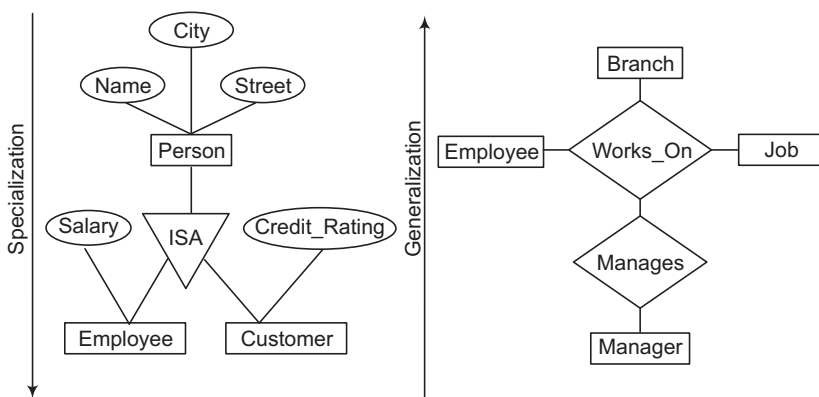 Specialization
City
Name
Street
Person
Salary
ISA
Credit_Rating
Employee
Customer
Generalization
Branch
Employee
Works_On
Job
Manages
Manager